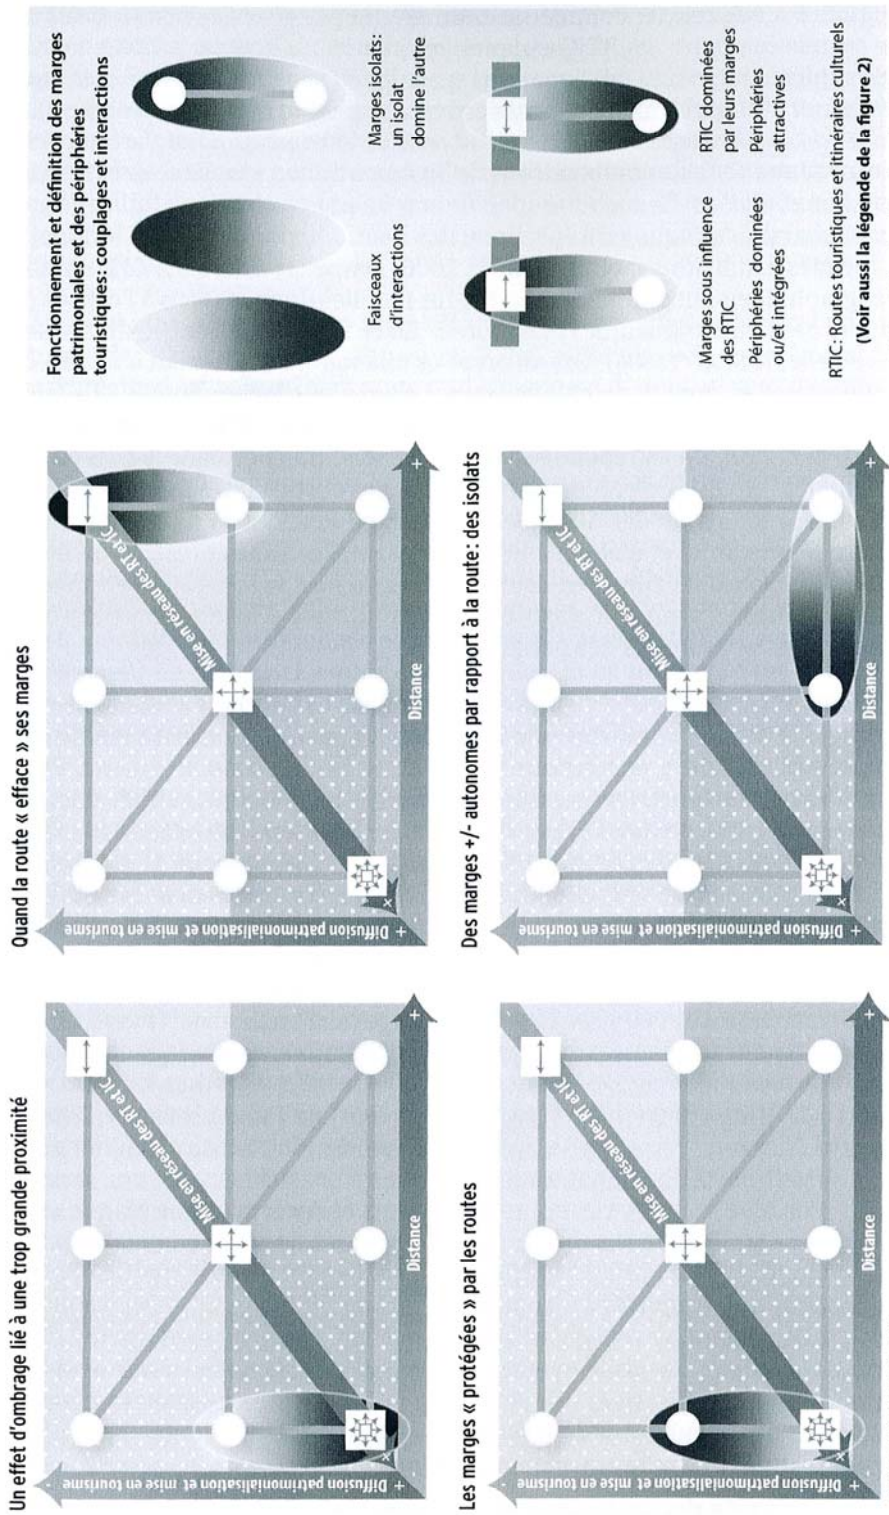 Un effet d'ombrage lié à une trop grande proximité
- Diffusion patrimonialisation et mise en tourisme +
Mise en réseau des RT et IC
-
+
Distance
- +
Quand la route « efface » ses marges
- Diffusion patrimonialisation et mise en tourisme +
Mise en réseau des RT et IC
-
+
Distance
- +
Les marges « protégées » par les routes
- Diffusion patrimonialisation et mise en tourisme +
Mise en réseau des RT et IC
-
+
Distance
- +
Des marges +/- autonomes par rapport à la route : des isolats
- Diffusion patrimonialisation et mise en tourisme +
Mise en réseau des RT et IC
-
+
Distance
- +
Fonctionnement et définition des marges
patrimoniales et des périphéries
touristiques : couplages et interactions
Faisceaux
d'interactions
Marges isolats :
un isolat
domine l'autre
Marges sous influence
des RTIC
Périphéries dominées
ou/et intégrées
RTIC dominées
par leurs marges
Périphéries
attractives
RTIC : Routes touristiques et itinéraires culturels
(Voir aussi la légende de la figure 2)